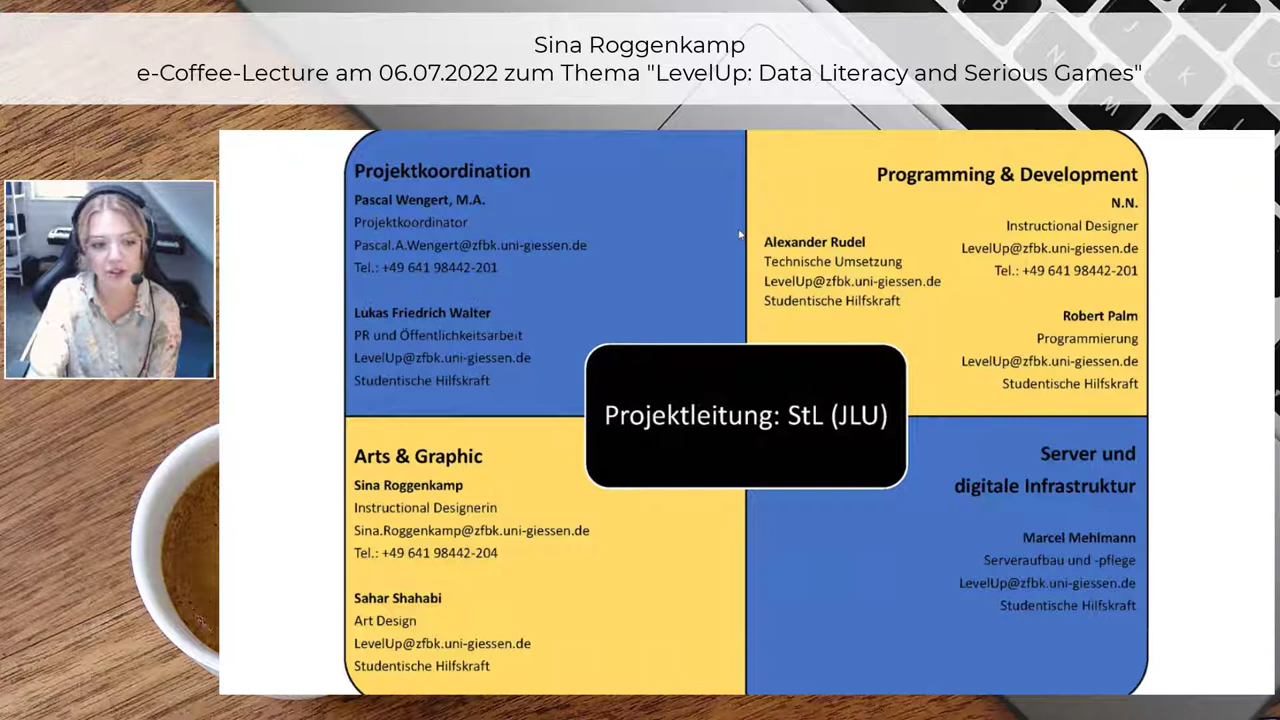 Sina Roggenkamp
e-Coffee-Lecture am 06.07.2022 zum Thema "LevelUp: Data Literacy and Serious Games"
Projektkoordination
Pascal Wengert, M.A.
Projektkoordinator
Pascal.A.Wengert@zfbk.uni-giessen.de
Tel.: +49 641 98442-201
Lukas Friedrich Walter
PR und Öffentlichkeitsarbeit
LevelUp@zfbk.uni-giessen.de
Studentische Hilfskraft
Programming & Development
N.N.
Instructional Designer
LevelUp@zfbk.uni-giessen.de
Tel.: +49 641 98442-201
Alexander Rudel
Technische Umsetzung
LevelUp@zfbk.uni-giessen.de
Studentische Hilfskraft
Robert Palm
Programmierung
LevelUp@zfbk.uni-giessen.de
Studentische Hilfskraft
Projektleitung: StL (JLU)
Arts & Graphic
Sina Roggenkamp
Instructional Designerin
Sina.Roggenkamp@zfbk.uni-giessen.de
Tel.: +49 641 98442-204
Sahar Shahabi
Art Design
LevelUp@zfbk.uni-giessen.de
Studentische Hilfskraft
Server und
digitale Infrastruktur
Marcel Mehlmann
Serveraufbau und -pflege
LevelUp@zfbk.uni-giessen.de
Studentische Hilfskraft
B
J
N
K
M